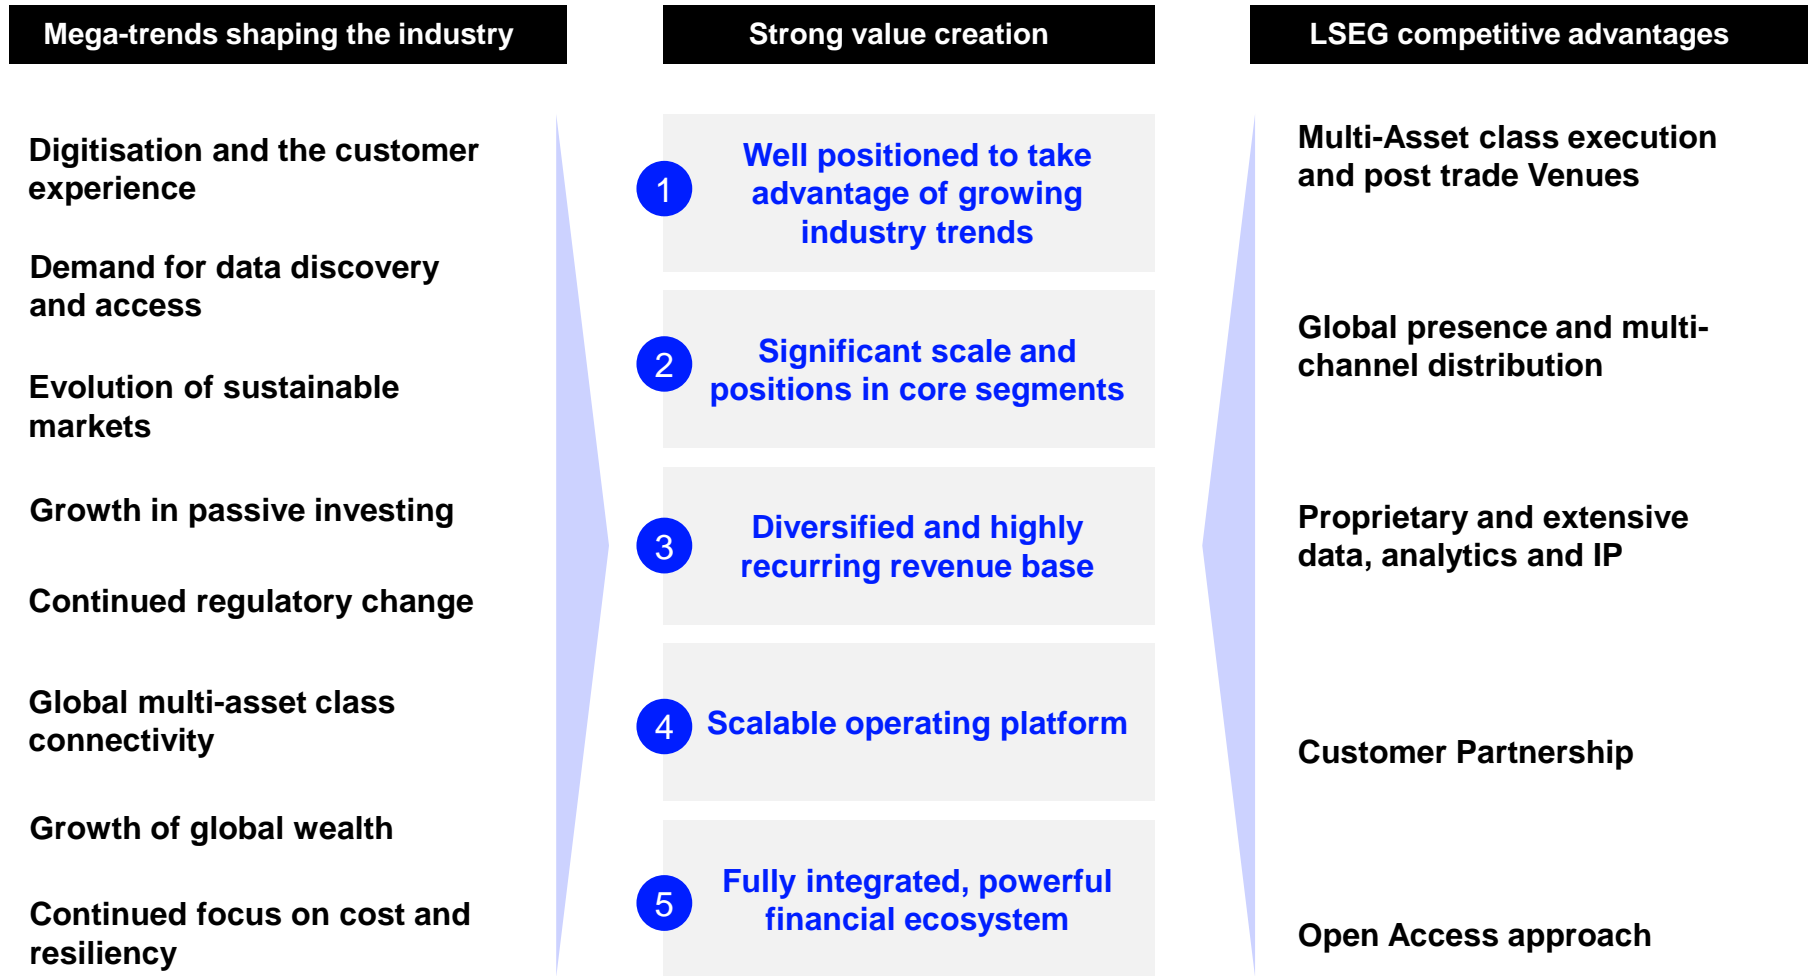 Mega-trends shaping the industry
Digitisation and the customer
experience
Demand for data discovery
and access
Evolution of sustainable
markets
Growth in passive investing
Continued regulatory change
Global multi-asset class
connectivity
Growth of global wealth
Continued focus on cost and
resiliency
Strong value creation
1
Well positioned to take
advantage of growing
industry trends
2
Significant scale and
positions in core segments
3
Diversified and highly
recurring revenue base
4
Scalable operating platform
5
Fully integrated, powerful
financial ecosystem
LSEG competitive advantages
Multi-Asset class execution
and post trade Venues
Global presence and multi-
channel distribution
Proprietary and extensive
data, analytics and IP
Customer Partnership
Open Access approach